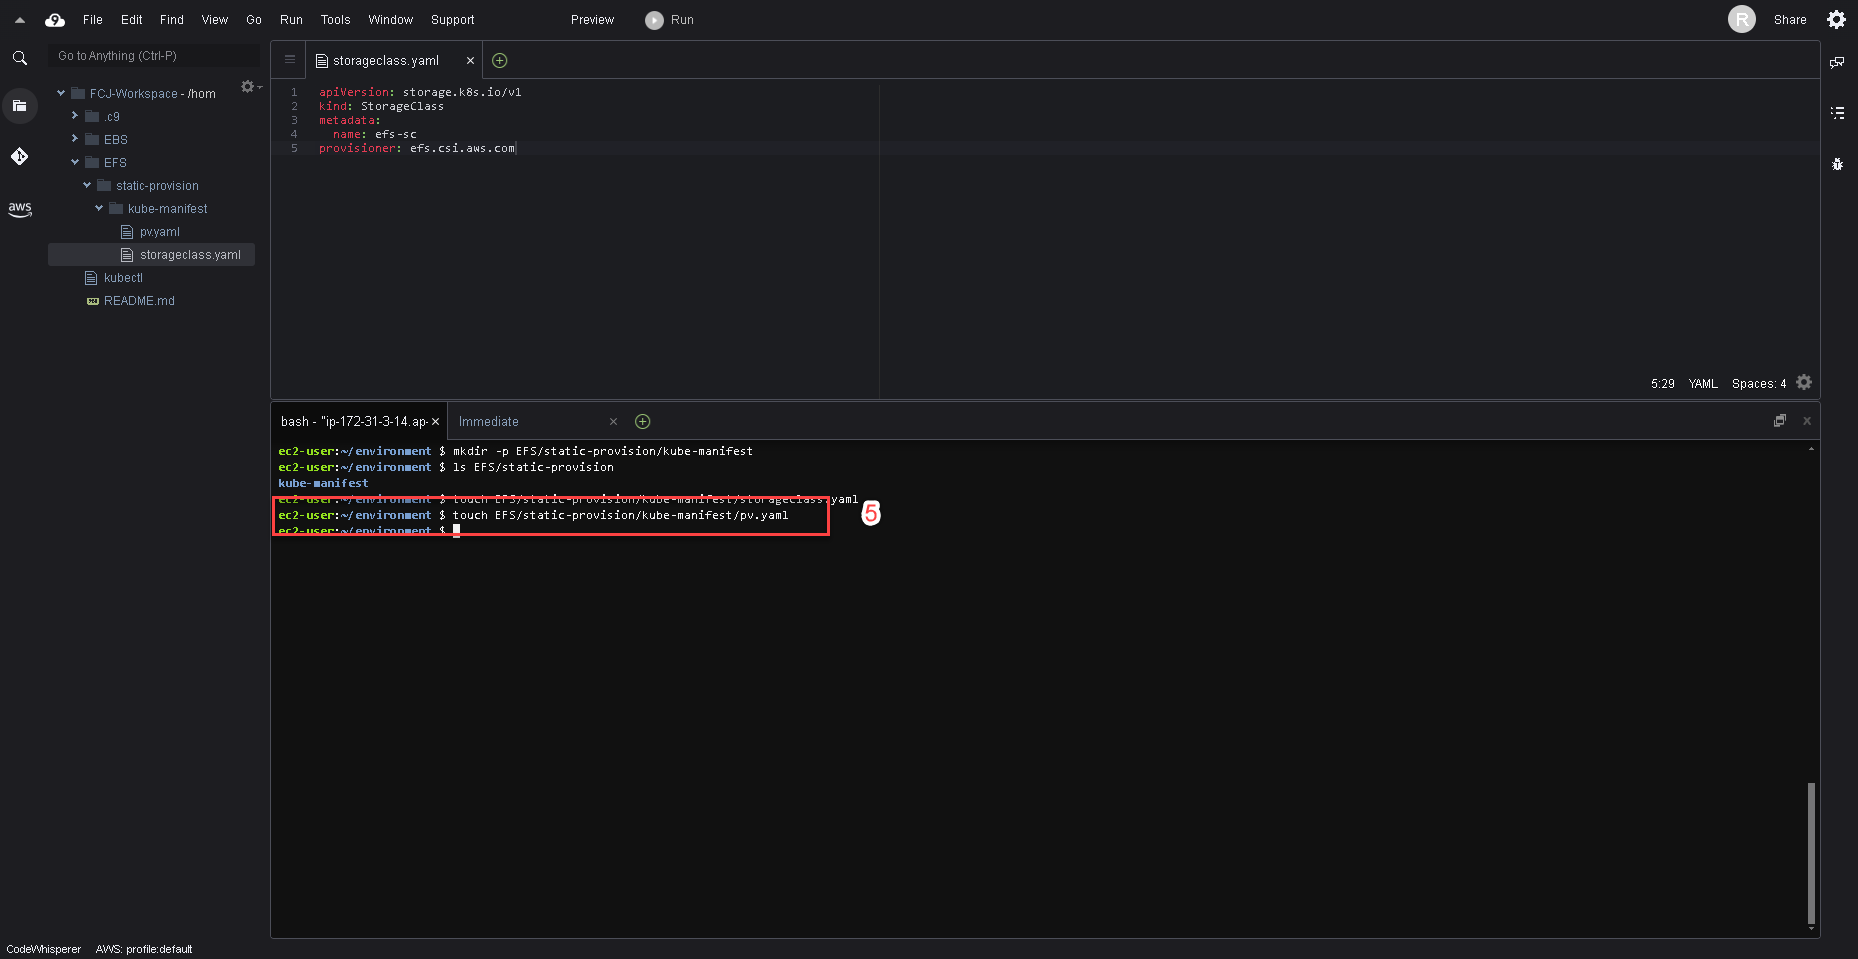 9 File Edit Find View Go Run Tools Window Support Preview Run R Share
Go to Anything (Ctrl-P)
FCJ-Workspace - /hom
.c9
EBS
EFS
static-provision
kube-manifest
pv.yaml
storageclass.yaml
kubectl
README.md
aws
storageclass.yaml
1 apiVersion: storage.k8s.io/v1
2 kind: StorageClass
3 metadata:
4 name: efs-sc
5 provisioner: efs.csi.aws.com
5:29 YAML Spaces: 4
bash - "ip-172-31-3-14.ap- Immediate
ec2-user:~/environment $ mkdir -p EFS/static-provision/kube-manifest
ec2-user:~/environment $ ls EFS/static-provision
kube-manifest
ec2-user:~/environment $ touch EFS/static-provision/kube-manifest/storageclass.yaml
ec2-user:~/environment $ touch EFS/static-provision/kube-manifest/pv.yaml
ec2-user:~/environment $
5
CodeWhisperer AWS: profile:default